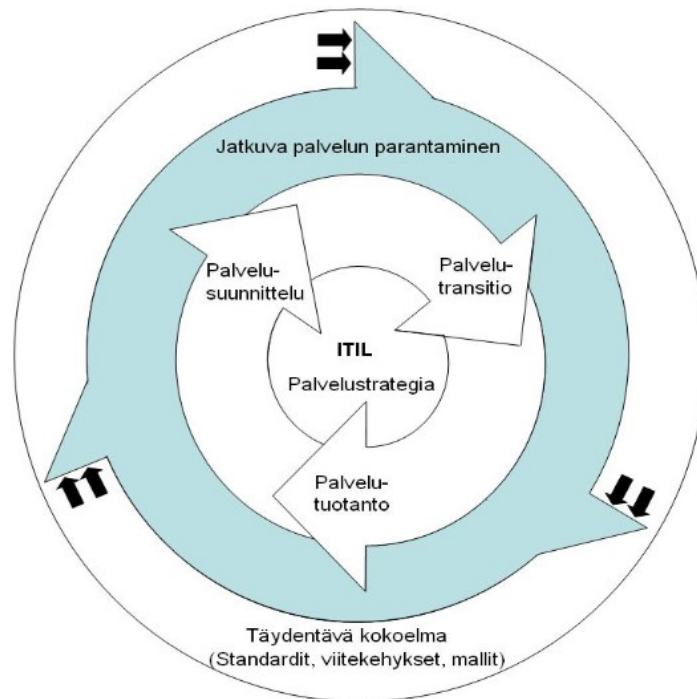 Jatkuva palvelun parantaminen
Palvelu-
suunnittelu
Palvelu-
transitio
ITIL
Palvelustrategia
Palvelu-
tuotanto
Täydentävä kokoelma
(Standardit, viitekehykset, mallit)